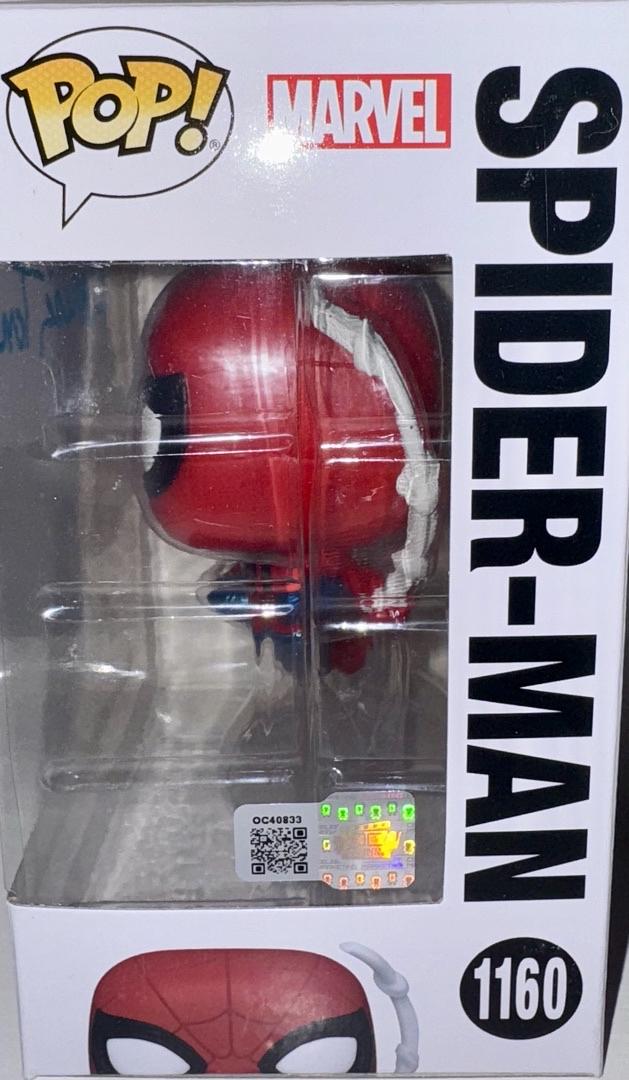 POP!
®
MARVEL
SPIDER-MAN
OC40833
1160